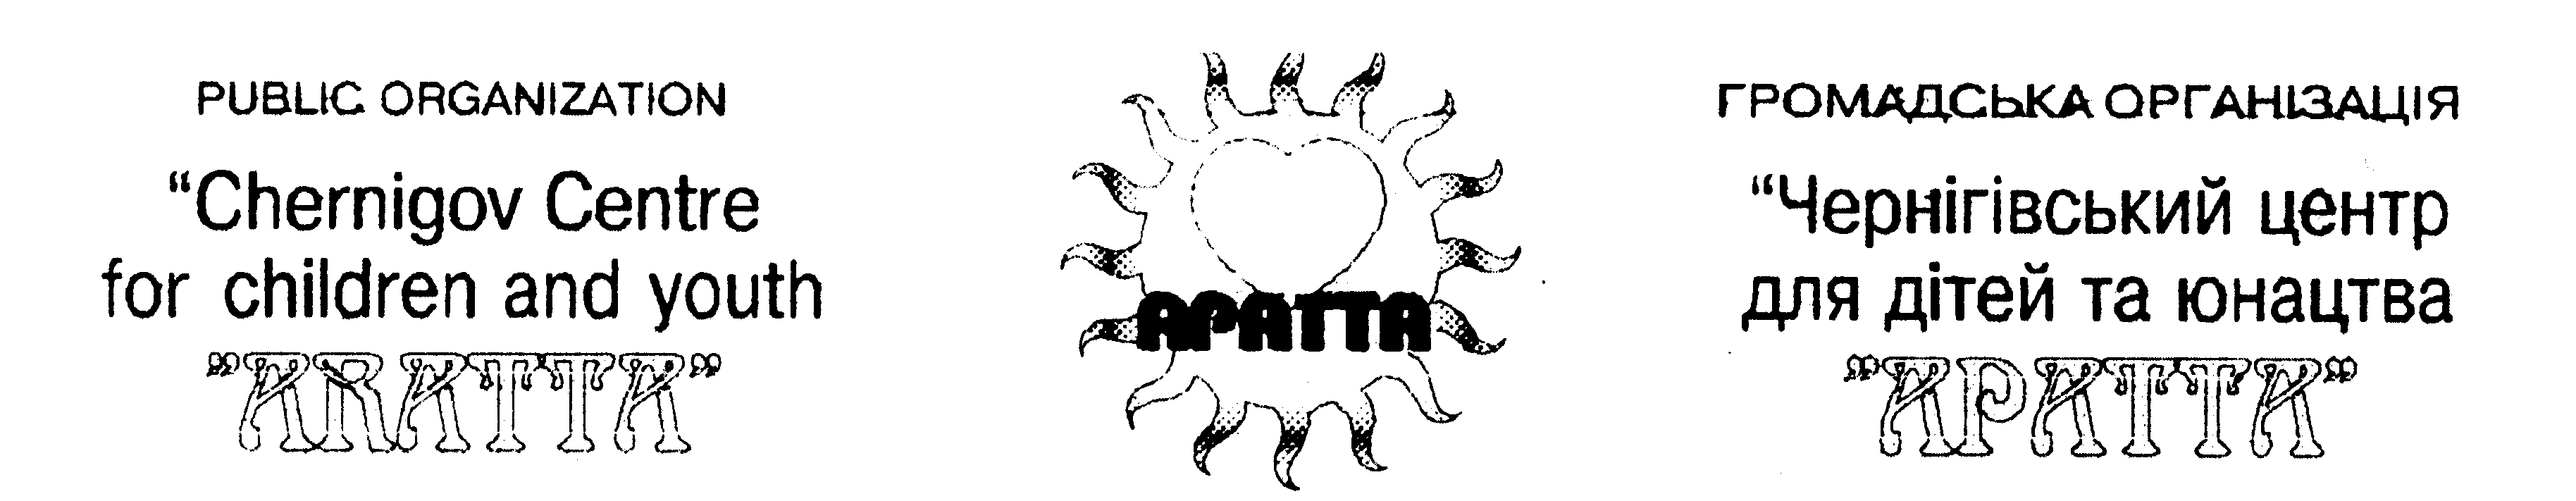 PUBLIC ORGANIZATION
“Chernigov Centre
for children and youth
"ARATTA"
АРАТТА
ГРОМАДСЬКА ОРГАНІЗАЦІЯ
“Чернігівський центр
для дітей та юнацтва
"АРАТТА"